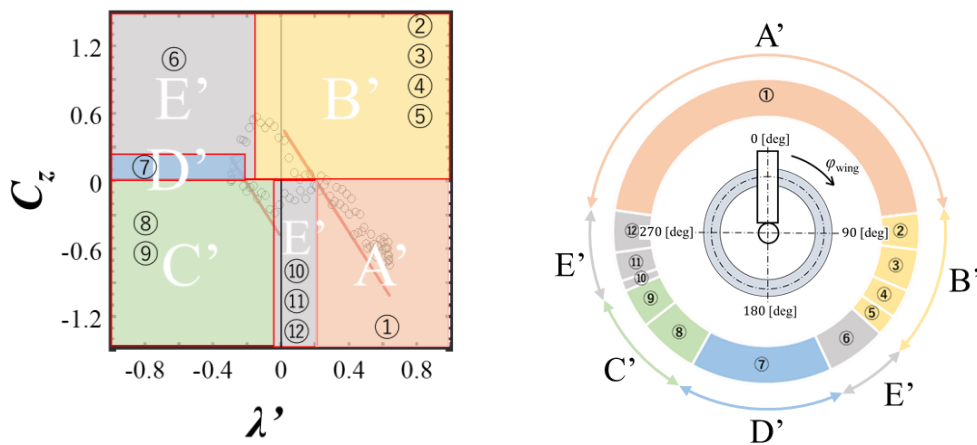 1.2
0.6
0
-0.6
-1.2
C_z
-0.8
-0.4
0
0.4
0.8
λ’
E’
⑥
B’
②
③
④
⑤
D’
⑦
C’
⑧
⑨
E’
⑩
⑪
⑫
A’
①
A’
①
0 [deg]
φwing
⑫
270 [deg]
90 [deg]
②
E’
⑪
③
B’
⑩
⑨
④
180 [deg]
⑤
⑧
⑥
C’
⑦
E’
D’